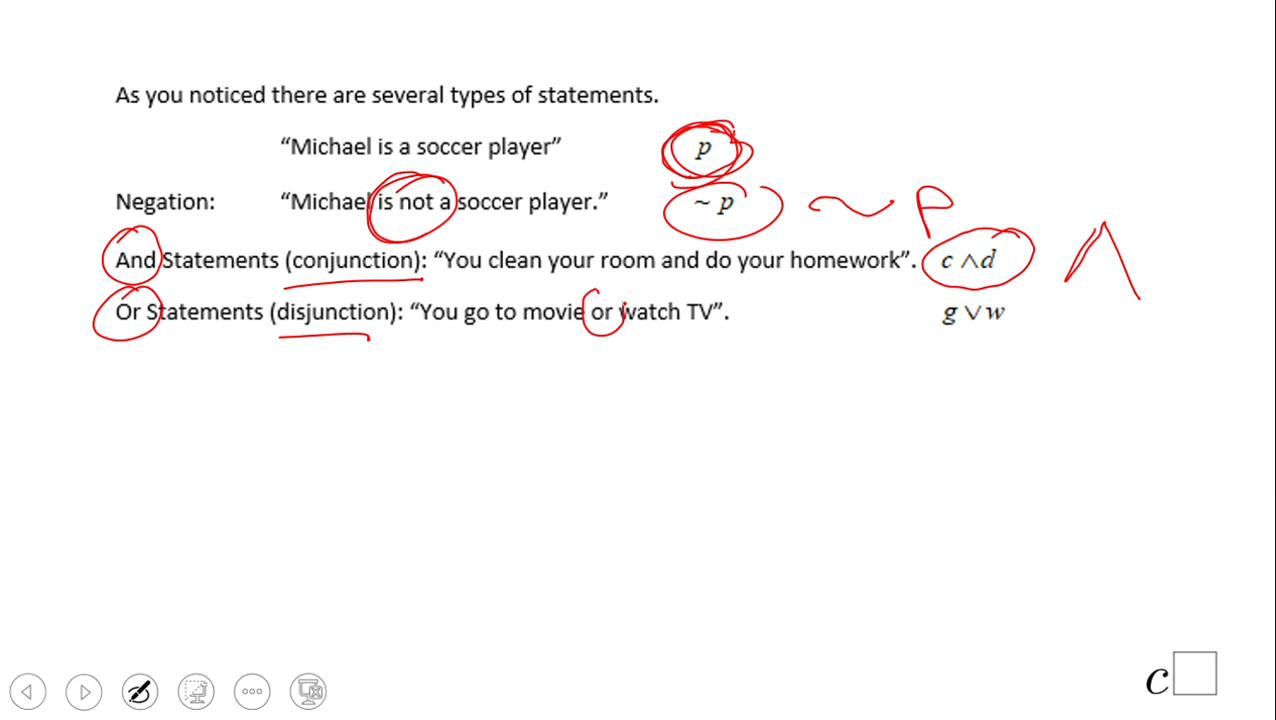 As you noticed there are several types of statements.
“Michael is a soccer player” p
Negation: “Michael is not a soccer player.” ~ p ~ p
And Statements (conjunction): “You clean your room and do your homework”. c ∧ d ∧
Or Statements (disjunction): “You go to movie or watch TV”. g ∨ w
c